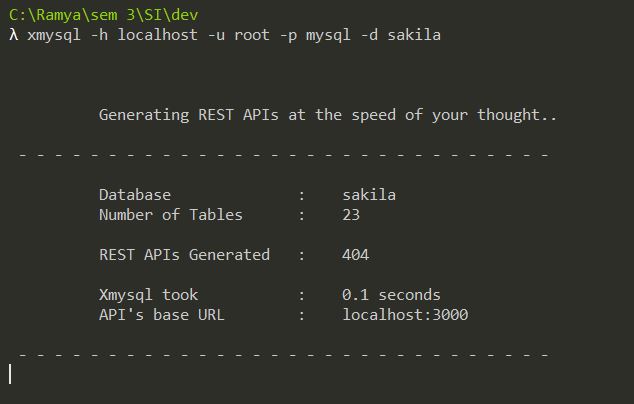 C:\Ramya\sem 3\SI\dev
λ xmysql -h localhost -u root -p mysql -d sakila
Generating REST APIs at the speed of your thought..
- - - - - - - - - - - - - - - - - - - - - - - - - - - - - -
Database : sakila
Number of Tables : 23
REST APIs Generated : 404
Xmysql took : 0.1 seconds
API's base URL : localhost:3000
- - - - - - - - - - - - - - - - - - - - - - - - - - - - - -